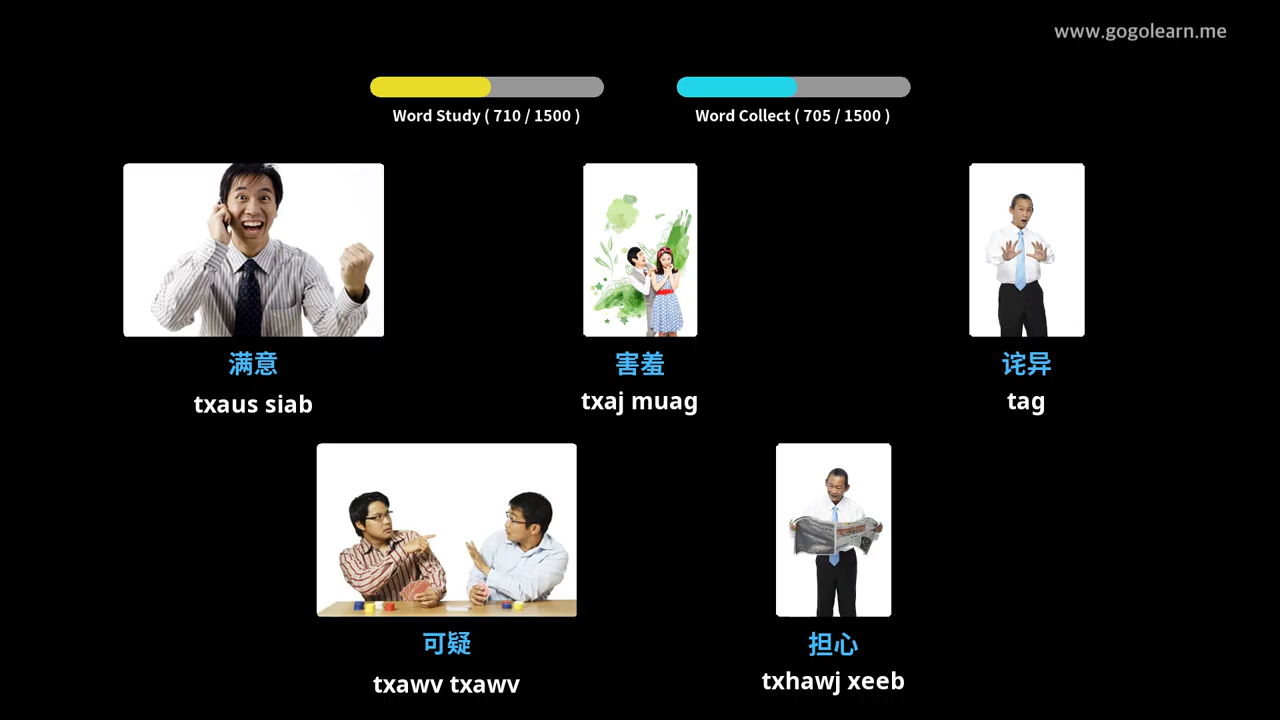 www.gogolearn.me
Word Study ( 710 / 1500 )
Word Collect ( 705 / 1500 )
满意
txaus siab
害羞
txaj muag
诧异
tag
可疑
txawv txawv
担心
txhawj xeeb